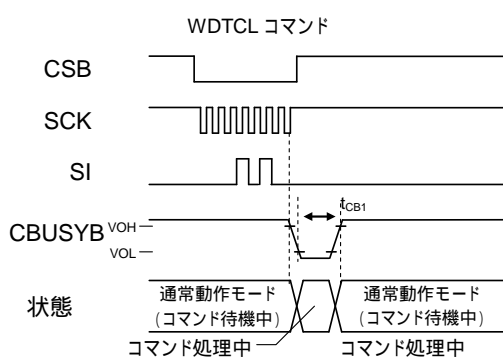 WDTCL コマンド
CSB
SCK
SI
tCB1
CBUSYB
VOH
VOL
状態
通常動作モード
(コマンド待機中)
通常動作モード
(コマンド待機中)
コマンド処理中
コマンド処理中